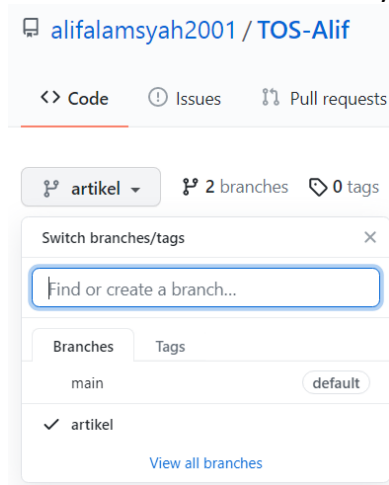 alifalamsyah2001 / TOS-Alif
<> Code Issues Pull requests
artikel 2 branches 0 tags
Switch branches/tags
Find or create a branch...
Branches Tags
main default
artikel
View all branches